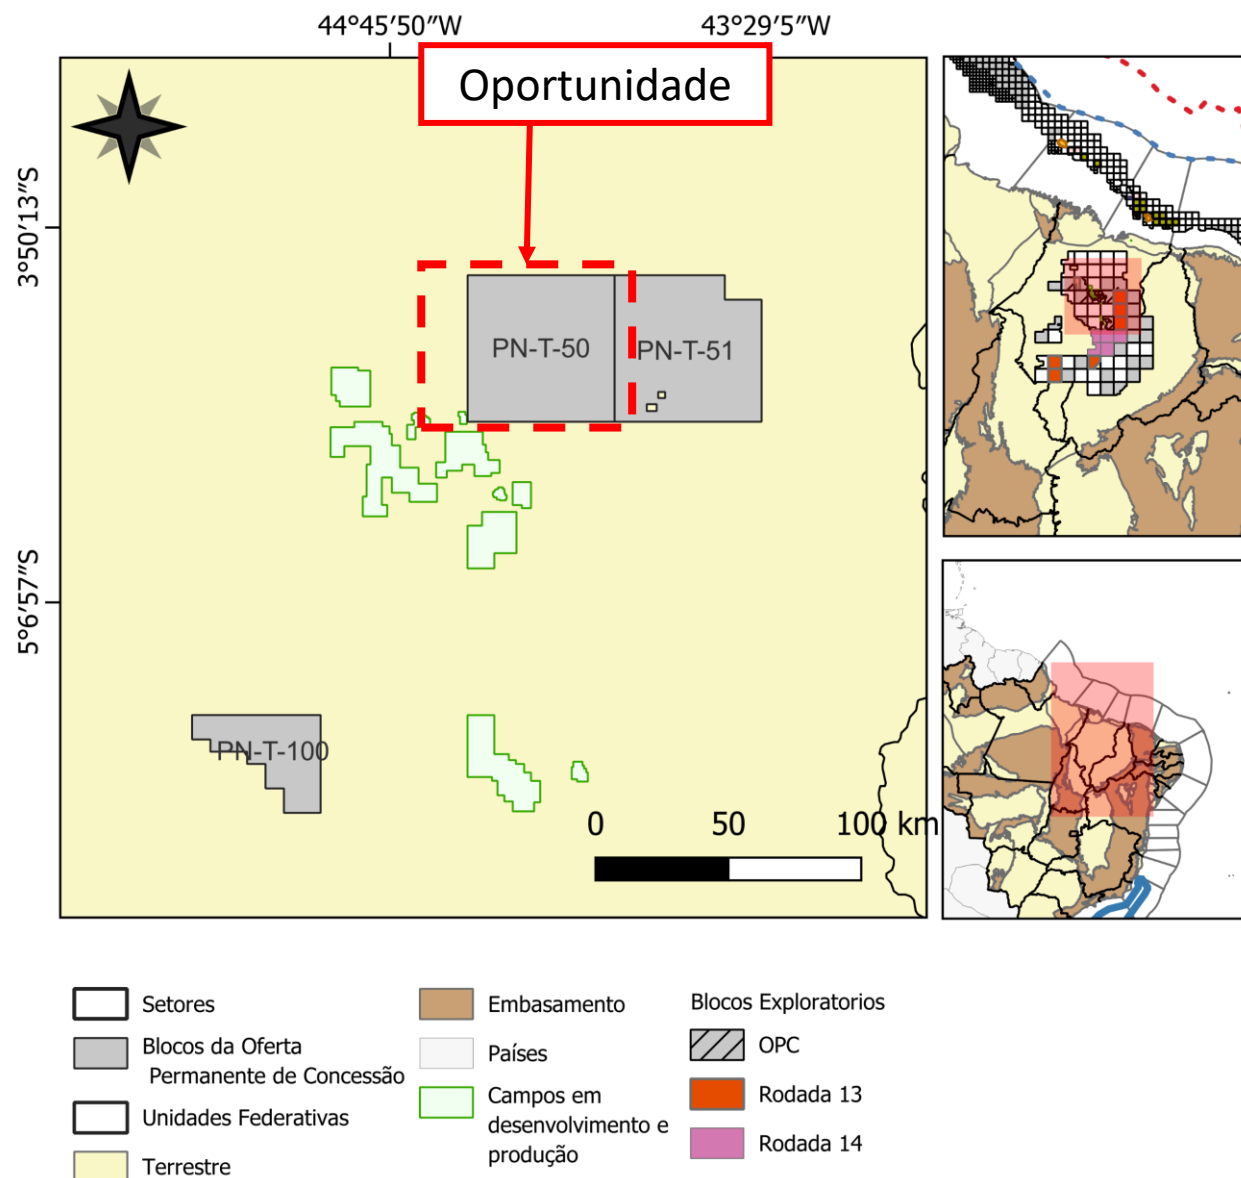 44°45′50″W
43°29′5″W
Oportunidade
3°50′13″S
PN-T-50
PN-T-51
5°6′57″S
PN-T-100
0
50
100 km
Setores
Blocos da Oferta
Permanente de Concessão
Unidades Federativas
Terrestre
Embasamento
Países
Campos em
desenvolvimento e
produção
Blocos Exploratorios
OPC
Rodada 13
Rodada 14